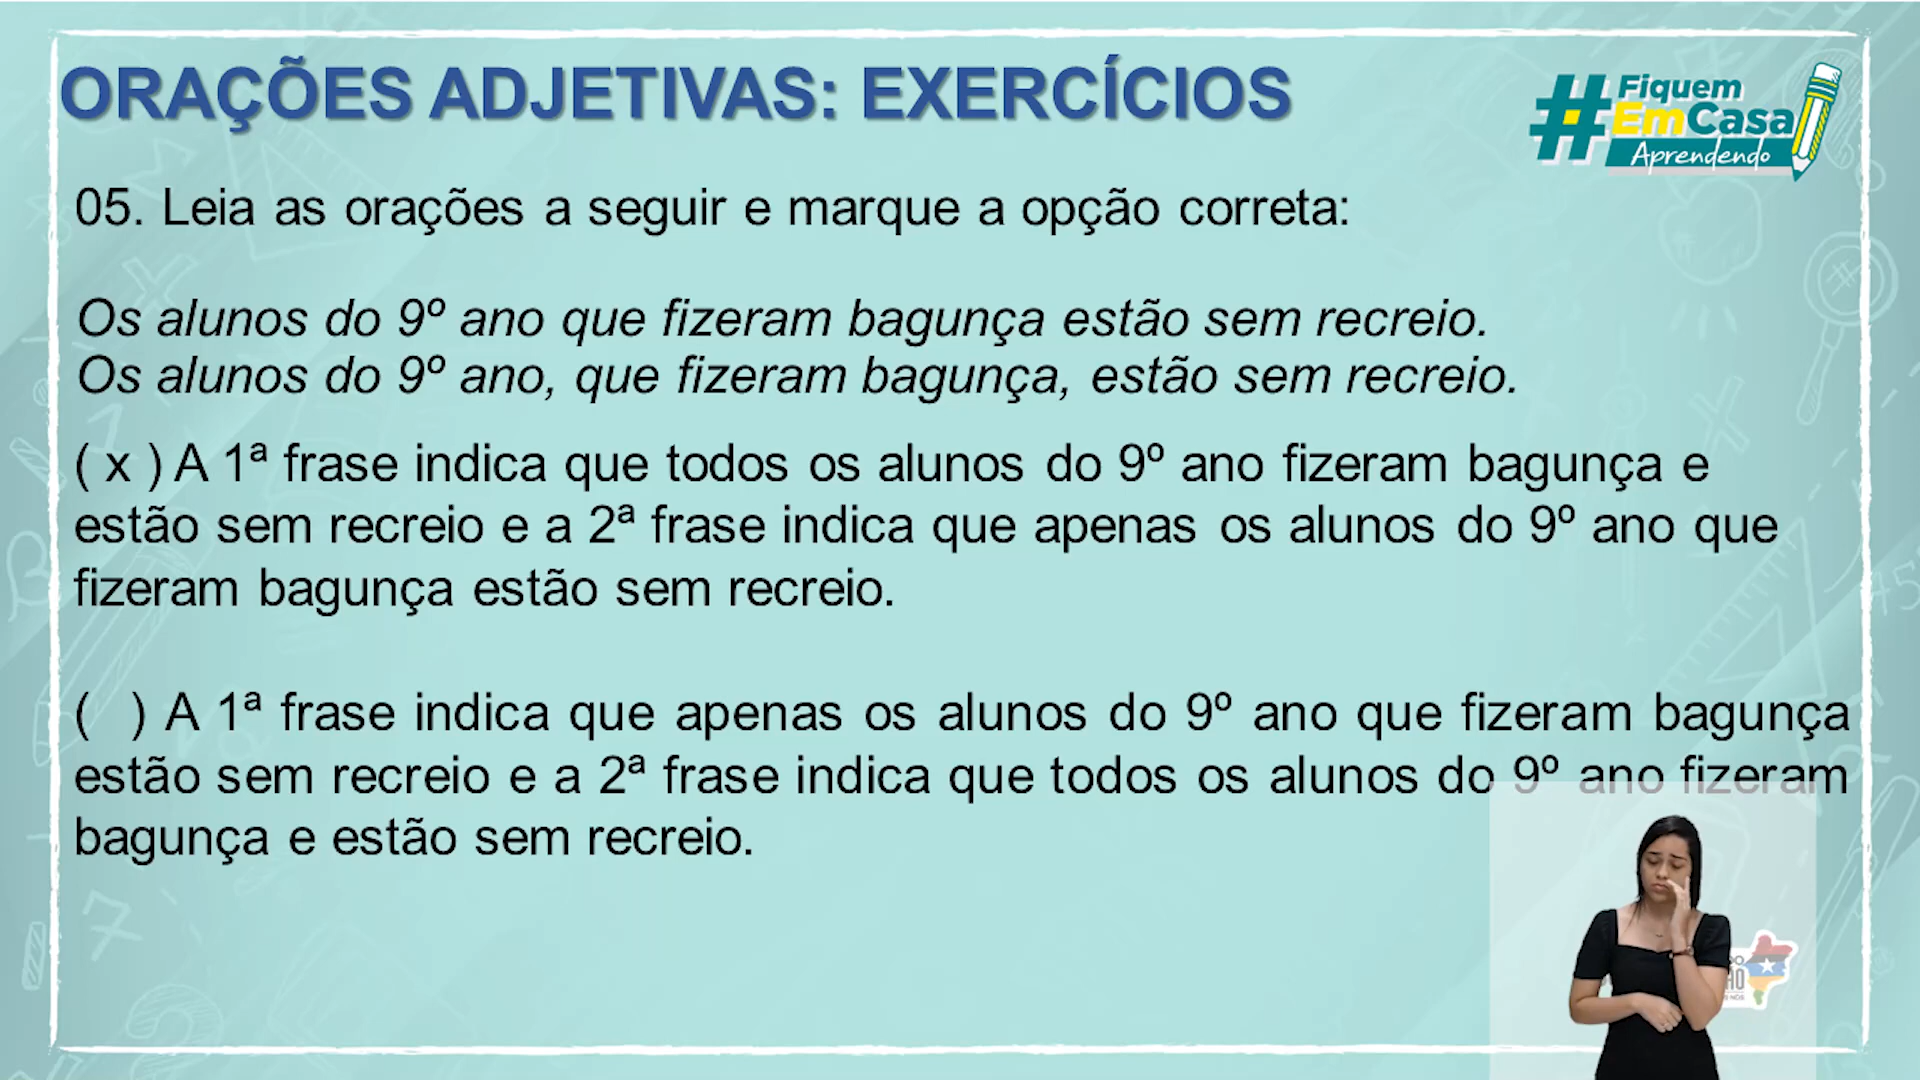 ORAÇÕES ADJETIVAS: EXERCÍCIOS
#Fiquem
EmCasa
Aprendendo
05. Leia as orações a seguir e marque a opção correta:
Os alunos do 9º ano que fizeram bagunça estão sem recreio.
Os alunos do 9º ano, que fizeram bagunça, estão sem recreio.
( x ) A 1ª frase indica que todos os alunos do 9º ano fizeram bagunça e
estão sem recreio e a 2ª frase indica que apenas os alunos do 9º ano que
fizeram bagunça estão sem recreio.
( ) A 1ª frase indica que apenas os alunos do 9º ano que fizeram bagunça
estão sem recreio e a 2ª frase indica que todos os alunos do 9º ano fizeram
bagunça e estão sem recreio.